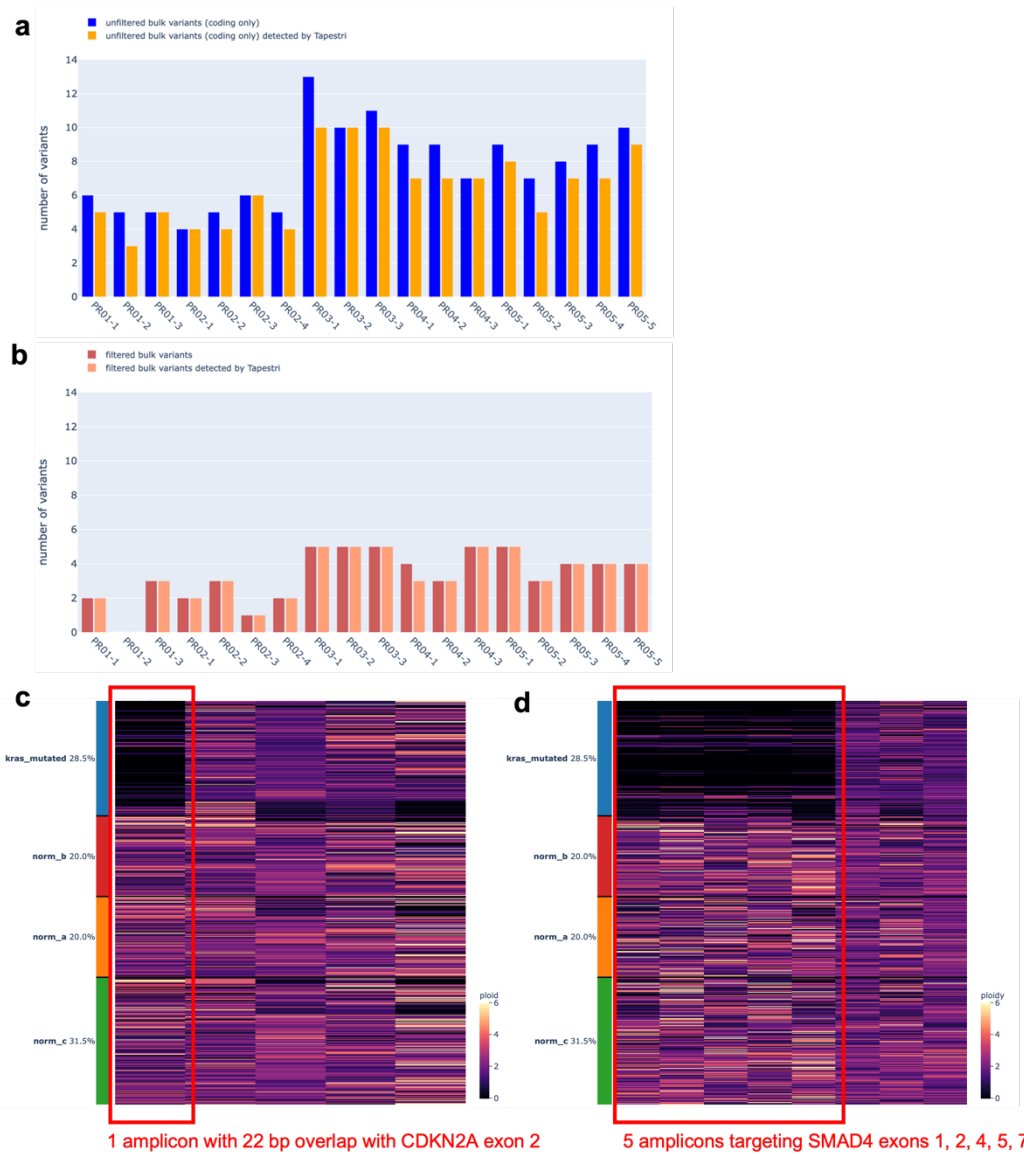 a
unfiltered bulk variants (coding only)
unfiltered bulk variants (coding only) detected by Tapestri
14
12
10
8
6
4
2
0
number of variants
PR01-1
PR01-2
PR01-3
PR02-1
PR02-2
PR02-3
PR02-4
PR03-1
PR03-2
PR03-3
PR04-1
PR04-2
PR04-3
PR05-1
PR05-2
PR05-3
PR05-4
PR05-5
b
filtered bulk variants
filtered bulk variants detected by Tapestri
14
12
10
8
6
4
2
0
number of variants
PR01-1
PR01-2
PR01-3
PR02-1
PR02-2
PR02-3
PR02-4
PR03-1
PR03-2
PR03-3
PR04-1
PR04-2
PR04-3
PR05-1
PR05-2
PR05-3
PR05-4
PR05-5
c
kras_mutated 28.5%
norm_b 20.0%
norm_a 20.0%
norm_c 31.5%
ploid
6
4
2
0
1 amplicon with 22 bp overlap with CDKN2A exon 2
d
kras_mutated 28.5%
norm_b 20.0%
norm_a 20.0%
norm_c 31.5%
ploidy
6
4
2
0
5 amplicons targeting SMAD4 exons 1, 2, 4, 5, 7